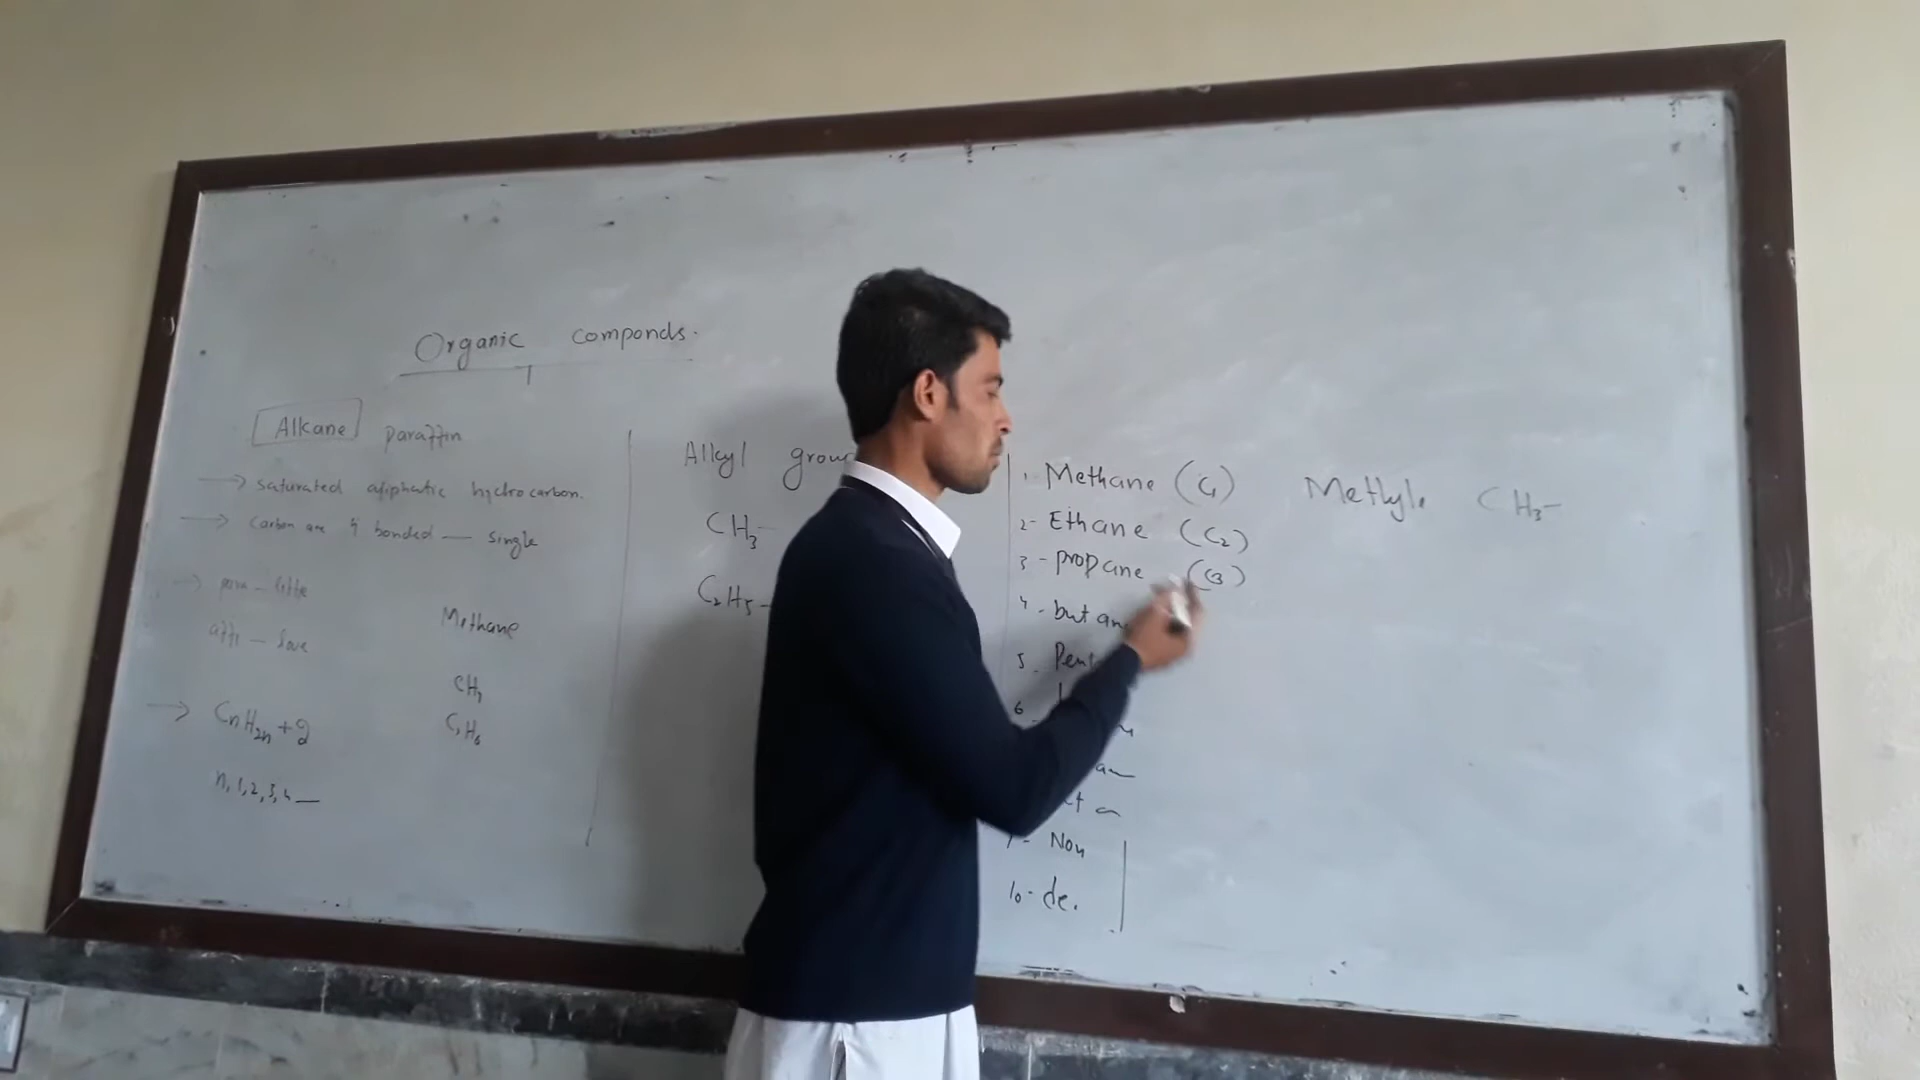 Organic componds.
Alkane paraffin
→ saturated aliphatic hydrocarbon.
→ Carbon are 4 bonded — single
→ para - little
affi - love
Methane
CH4
→ CnH2n+2
C2H6
n, 1, 2, 3, 4 —
Alkyl grou
CH3-
C2H5-
1. Methane (C1) Methyle CH3-
2- Ethane (C2)
3- propane (C3)
4- butan
5- Pent
6
Non
10- de.